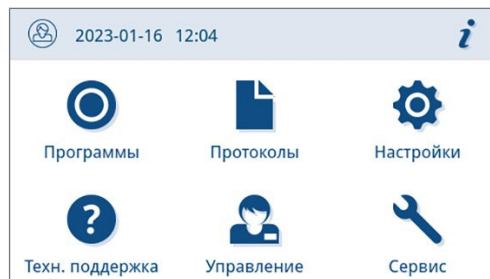 2023-01-16 12:04 i
Программы Протоколы Настройки
?
Техн. поддержка Управление Сервис